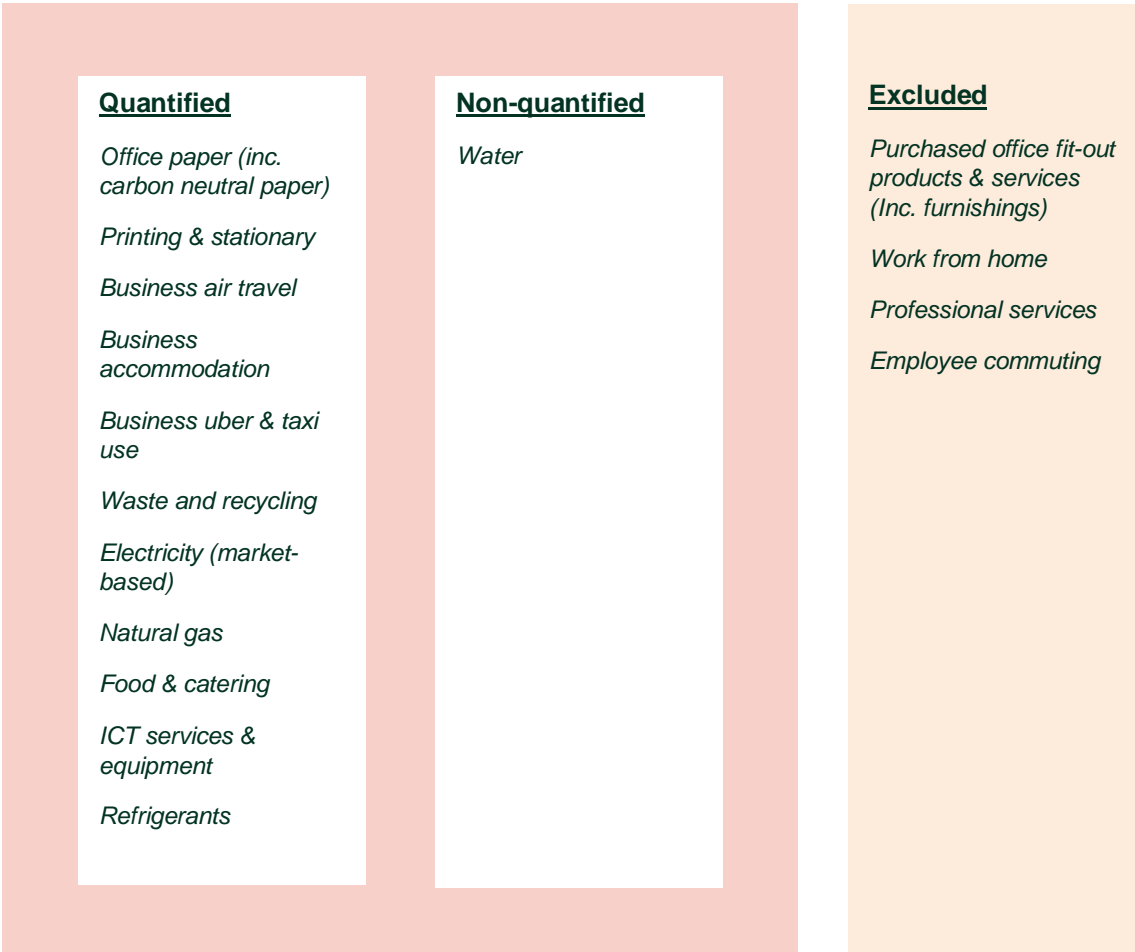 Quantified
Office paper (inc.
carbon neutral paper)
Printing & stationary
Business air travel
Business
accommodation
Business uber & taxi
use
Waste and recycling
Electricity (market-
based)
Natural gas
Food & catering
ICT services &
equipment
Refrigerants
Non-quantified
Water
Excluded
Purchased office fit-out
products & services
(Inc. furnishings)
Work from home
Professional services
Employee commuting